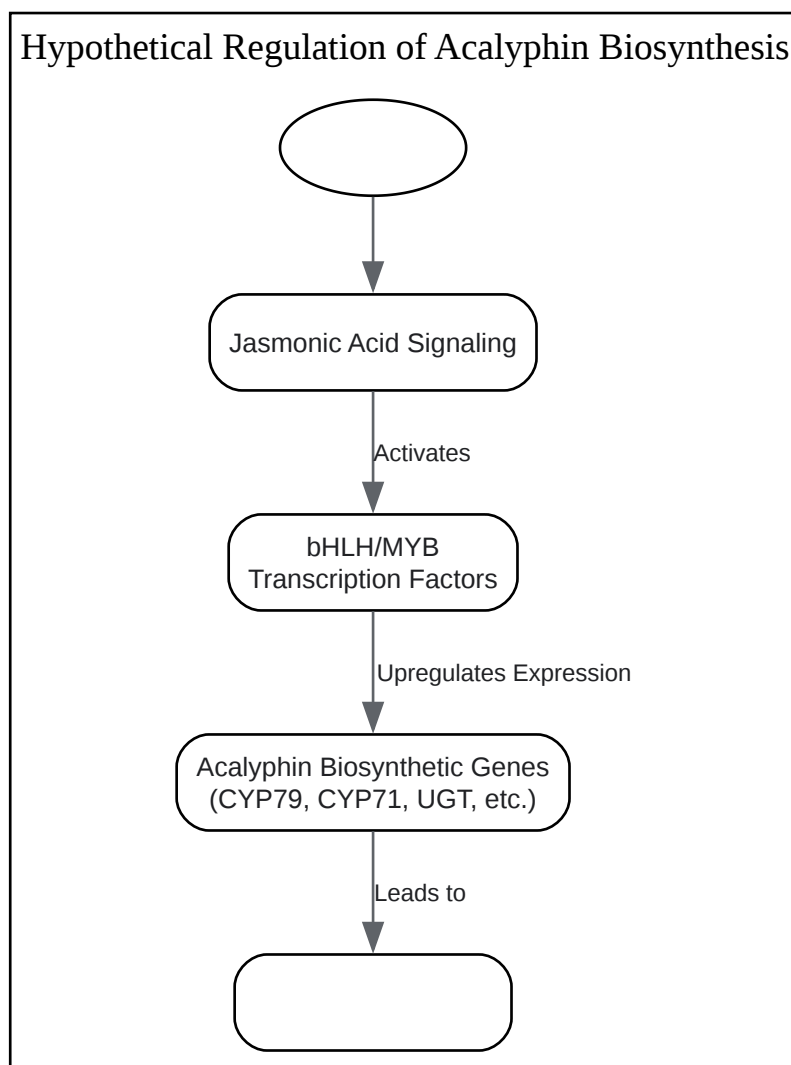 Hypothetical Regulation of Acalyphin Biosynthesis
Jasmonic Acid Signaling
Activates
bHLH/MYB
Transcription Factors
Upregulates Expression
Acalyphin Biosynthetic Genes
(CYP79, CYP71, UGT, etc.)
Leads to